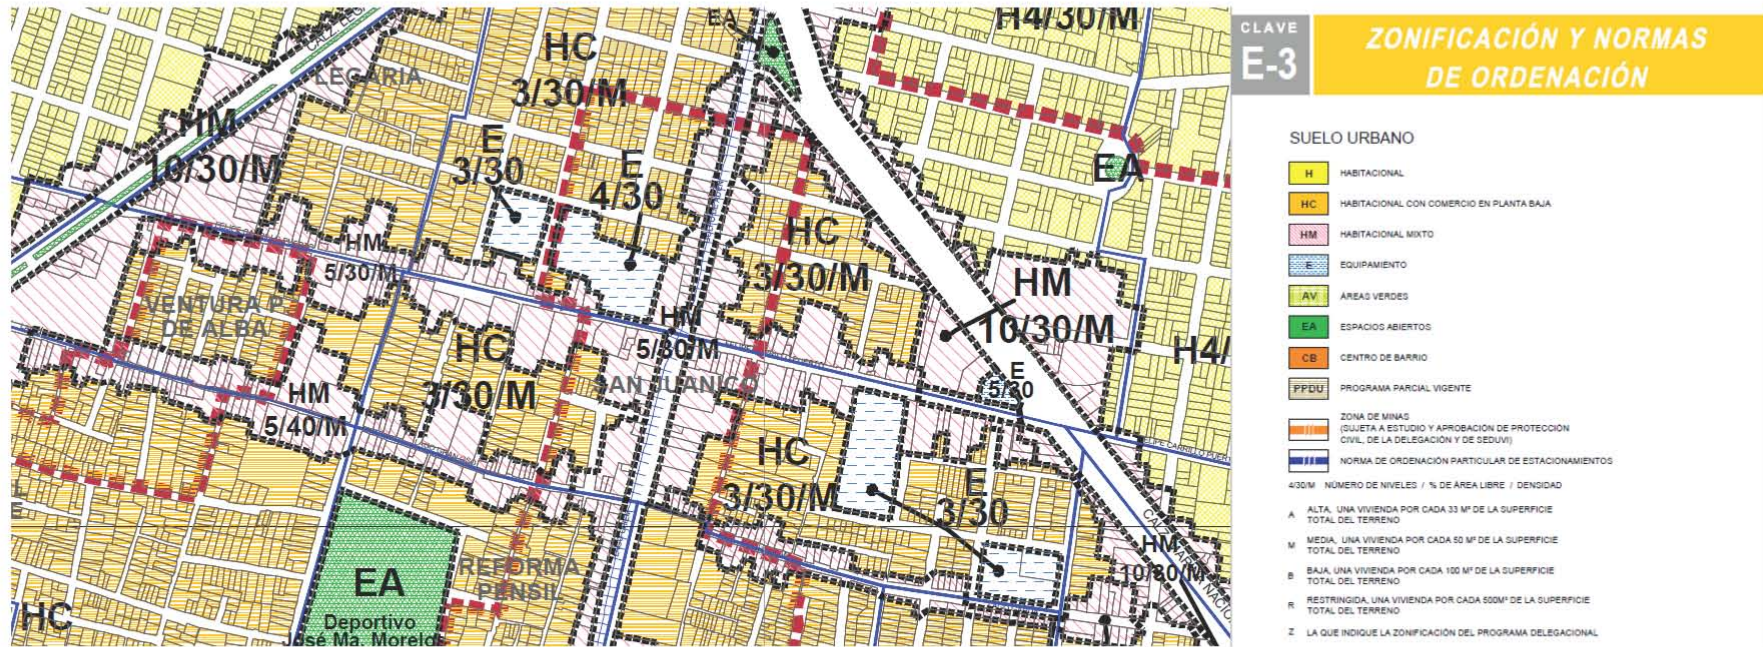 EA
H4/30/M
HC
3/30/M
LEGARIA
HM
10/30/M
E
3/30
E
4/30
EA
HC
3/30/M
HM
5/30/M
VENTURA P.
DE ALBA
HM
10/30/M
HM
5/30/M
H4/
HC
3/30/M
SAN JUANICO
E
5/30
HM
5/40/M
HC
3/30/M
E
3/30
EA
Deportivo
José Ma. Morelos
REFORMA
PENSIL
HM
10/30/M
HC
CLAVE
E-3
ZONIFICACIÓN Y NORMAS
DE ORDENACIÓN
SUELO URBANO
H HABITACIONAL
HC HABITACIONAL CON COMERCIO EN PLANTA BAJA
HM HABITACIONAL MIXTO
E EQUIPAMIENTO
AV ÁREAS VERDES
EA ESPACIOS ABIERTOS
CB CENTRO DE BARRIO
PPDU PROGRAMA PARCIAL VIGENTE
ZONA DE MINAS
(SUJETA A ESTUDIO Y APROBACIÓN DE PROTECCIÓN
CIVIL, DE LA DELEGACIÓN Y DE SEDUVI)
NORMA DE ORDENACIÓN PARTICULAR DE ESTACIONAMIENTOS
4/30/M NÚMERO DE NIVELES / % DE ÁREA LIBRE / DENSIDAD
A ALTA, UNA VIVIENDA POR CADA 33 M² DE LA SUPERFICIE
TOTAL DEL TERRENO
M MEDIA, UNA VIVIENDA POR CADA 50 M² DE LA SUPERFICIE
TOTAL DEL TERRENO
B BAJA, UNA VIVIENDA POR CADA 100 M² DE LA SUPERFICIE
TOTAL DEL TERRENO
R RESTRINGIDA, UNA VIVIENDA POR CADA 500M² DE LA SUPERFICIE
TOTAL DEL TERRENO
Z LA QUE INDIQUE LA ZONIFICACIÓN DEL PROGRAMA DELEGACIONAL